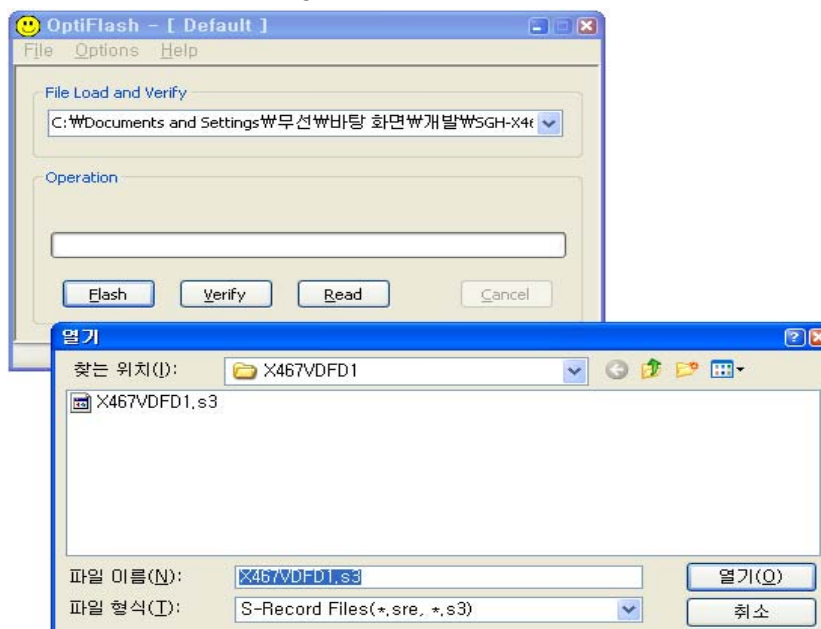 OptiFlash - [ Default ]
File Options Help
File Load and Verify
C:₩Documents and Settings₩무선₩바탕 화면₩개발₩SGH-X46
Operation
Flash Verify Read Cancel
열기
찾는 위치(I): X467VDFD1
X467VDFD1.s3
파일 이름(N): X467VDFD1.s3 열기(O)
파일 형식(T): S-Record Files(*.sre, *.s3) 취소